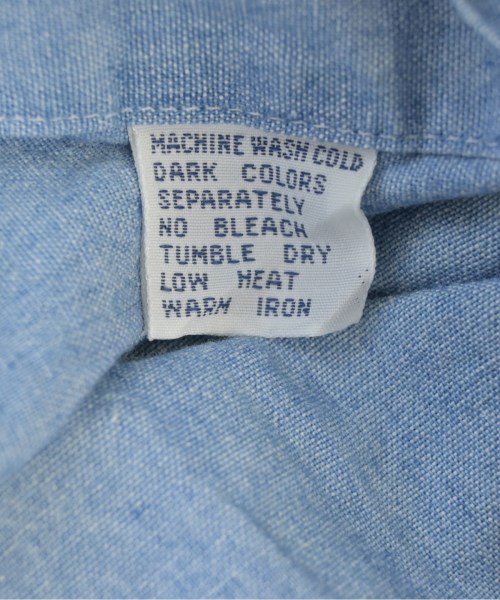 MACHINE WASH COLD
DARK COLORS
SEPARATELY
NO BLEACH
TUMBLE DRY
LOW HEAT
WARM IRON